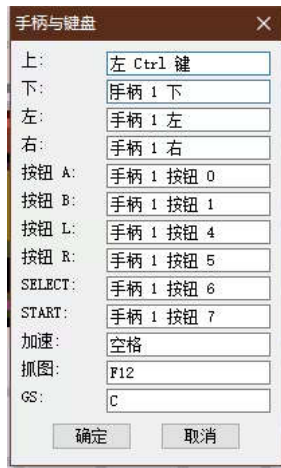 手柄与键盘
上: 左 Ctrl 键
下: 手柄 1 下
左: 手柄 1 左
右: 手柄 1 右
按钮 A: 手柄 1 按钮 0
按钮 B: 手柄 1 按钮 1
按钮 L: 手柄 1 按钮 4
按钮 R: 手柄 1 按钮 5
SELECT: 手柄 1 按钮 6
START: 手柄 1 按钮 7
加速: 空格
抓图: F12
GS: C
确定 取消